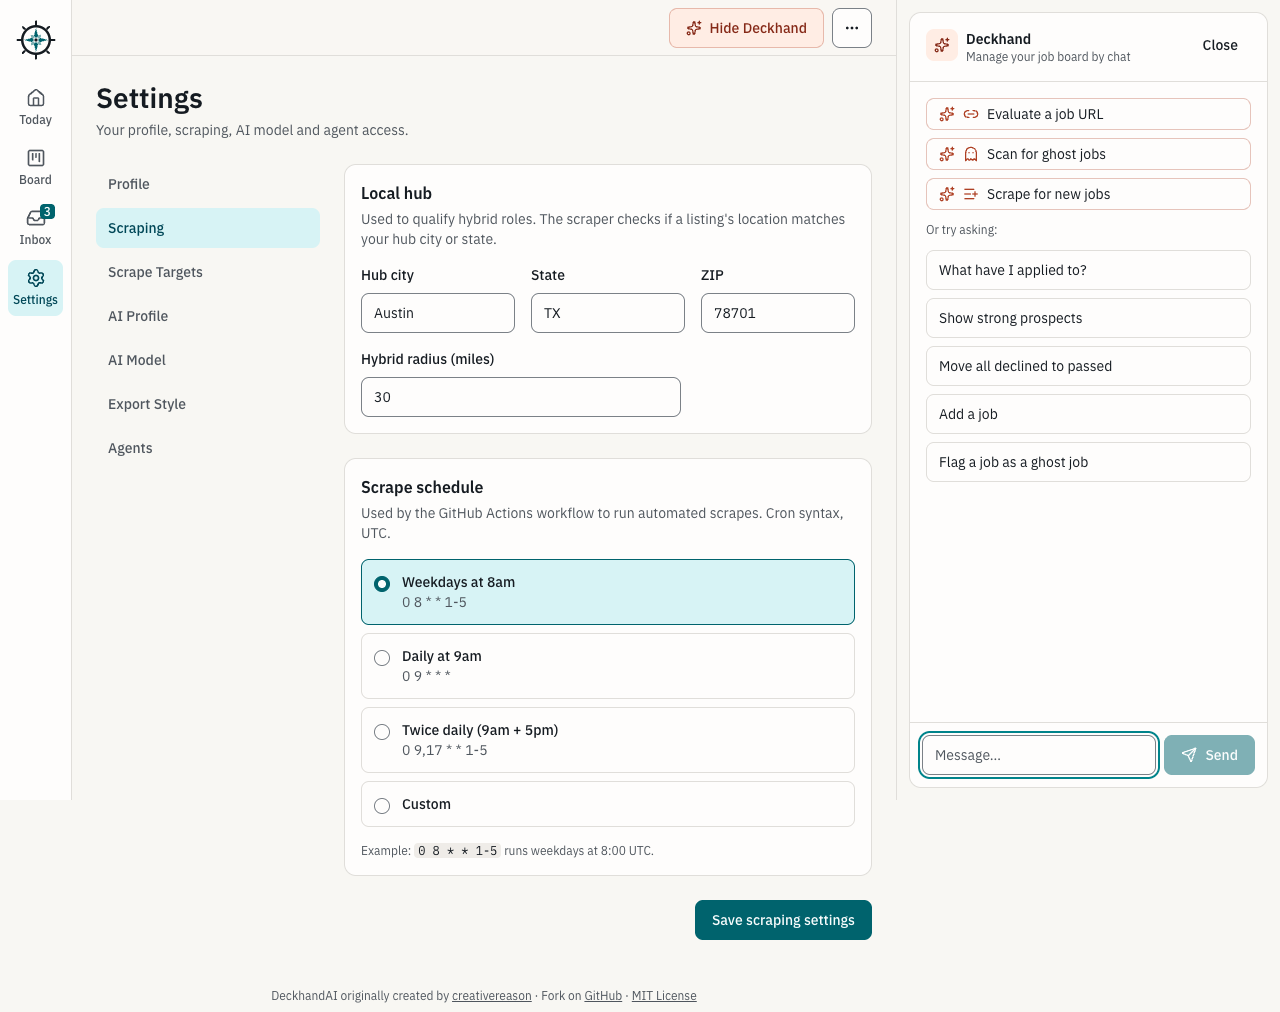 Today
Board
3
Inbox
Settings
Hide Deckhand
...
Settings
Your profile, scraping, AI model and agent access.
Profile
Scraping
Scrape Targets
AI Profile
AI Model
Export Style
Agents
Local hub
Used to qualify hybrid roles. The scraper checks if a listing's location matches
your hub city or state.
Hub city
State
ZIP
Austin
TX
78701
Hybrid radius (miles)
30
Scrape schedule
Used by the GitHub Actions workflow to run automated scrapes. Cron syntax,
UTC.
Weekdays at 8am
0 8 * * 1-5
Daily at 9am
0 9 * * *
Twice daily (9am + 5pm)
0 9,17 * * 1-5
Custom
Example: 0 8 * * 1-5 runs weekdays at 8:00 UTC.
Save scraping settings
DeckhandAI originally created by creativereason · Fork on GitHub · MIT License
Deckhand
Manage your job board by chat
Close
Evaluate a job URL
Scan for ghost jobs
Scrape for new jobs
Or try asking:
What have I applied to?
Show strong prospects
Move all declined to passed
Add a job
Flag a job as a ghost job
Message...
Send